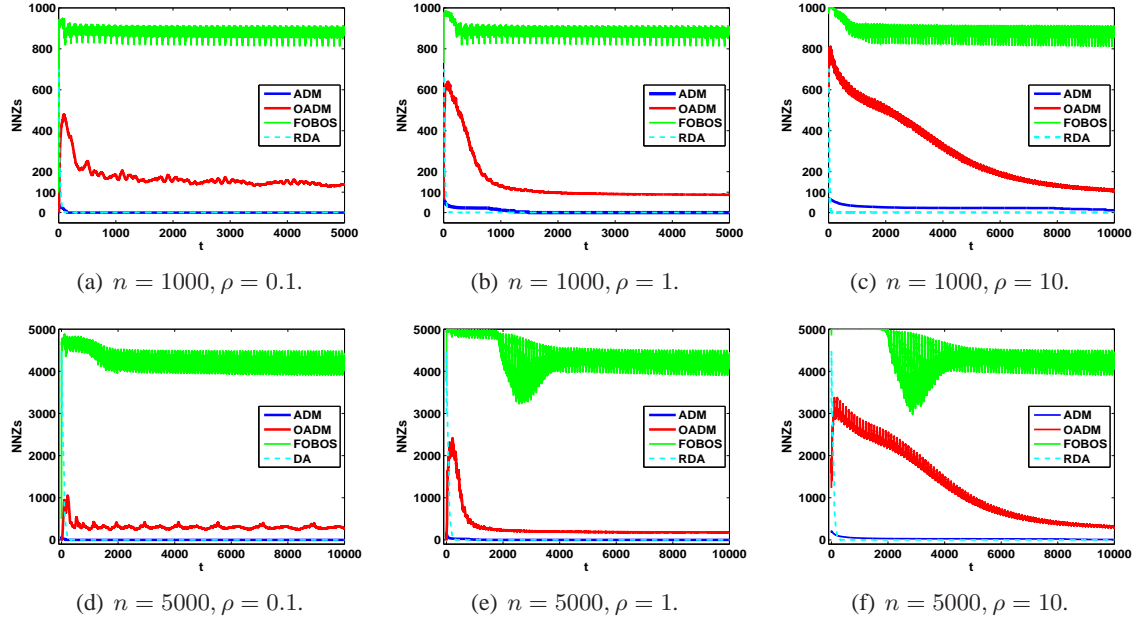 1000
800
600
400
200
100
0
NNZs
ADM
OADM
FOBOS
RDA
0 1000 2000 3000 4000 5000
t
(a) n = 1000, ρ = 0.1.
1000
800
600
400
200
100
0
NNZs
ADM
OADM
FOBOS
RDA
0 1000 2000 3000 4000 5000
t
(b) n = 1000, ρ = 1.
1000
800
600
400
200
100
0
NNZs
ADM
OADM
FOBOS
RDA
0 2000 4000 6000 8000 10000
t
(c) n = 1000, ρ = 10.
5000
4000
3000
2000
1000
0
NNZs
ADM
OADM
FOBOS
DA
0 2000 4000 6000 8000 10000
t
(d) n = 5000, ρ = 0.1.
5000
4000
3000
2000
1000
0
NNZs
ADM
OADM
FOBOS
RDA
0 2000 4000 6000 8000 10000
t
(e) n = 5000, ρ = 1.
5000
4000
3000
2000
1000
0
NNZs
ADM
OADM
FOBOS
RDA
0 2000 4000 6000 8000 10000
t
(f) n = 5000, ρ = 10.